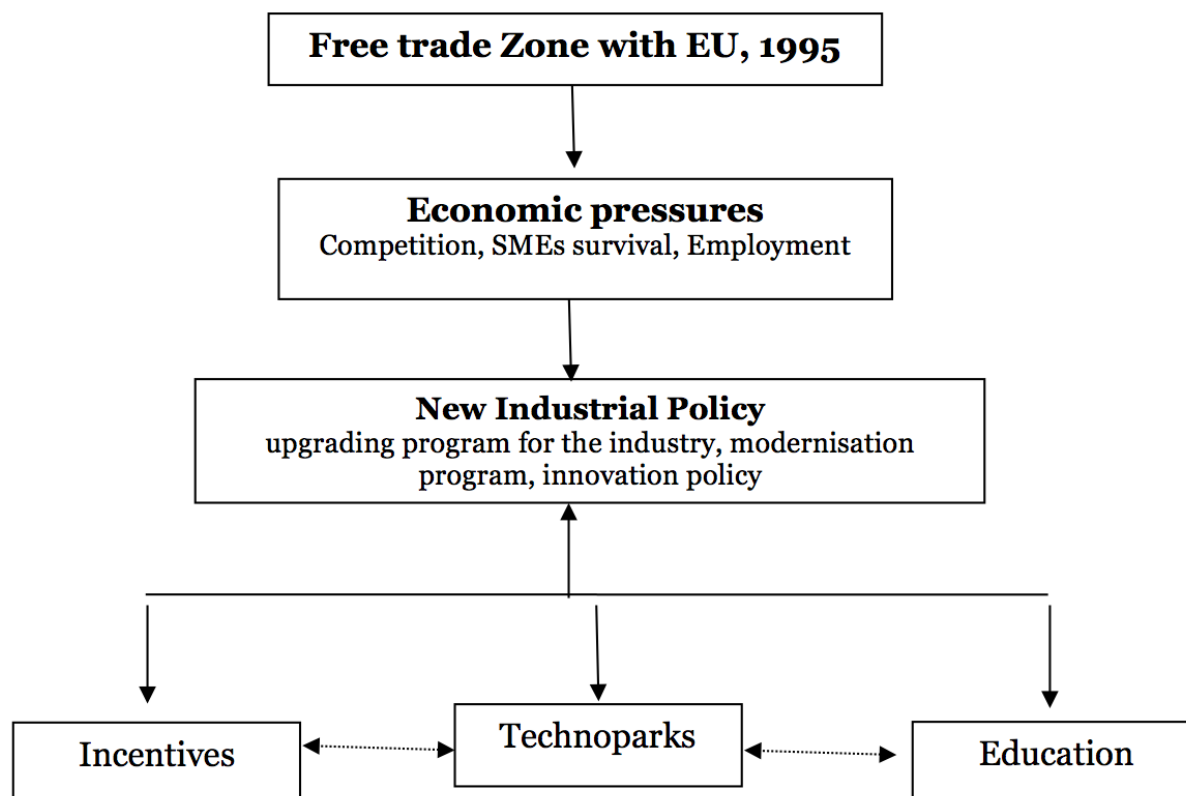 Free trade Zone with EU, 1995
Economic pressures
Competition, SMEs survival, Employment
New Industrial Policy
upgrading program for the industry, modernisation
program, innovation policy
Incentives
Technoparks
Education